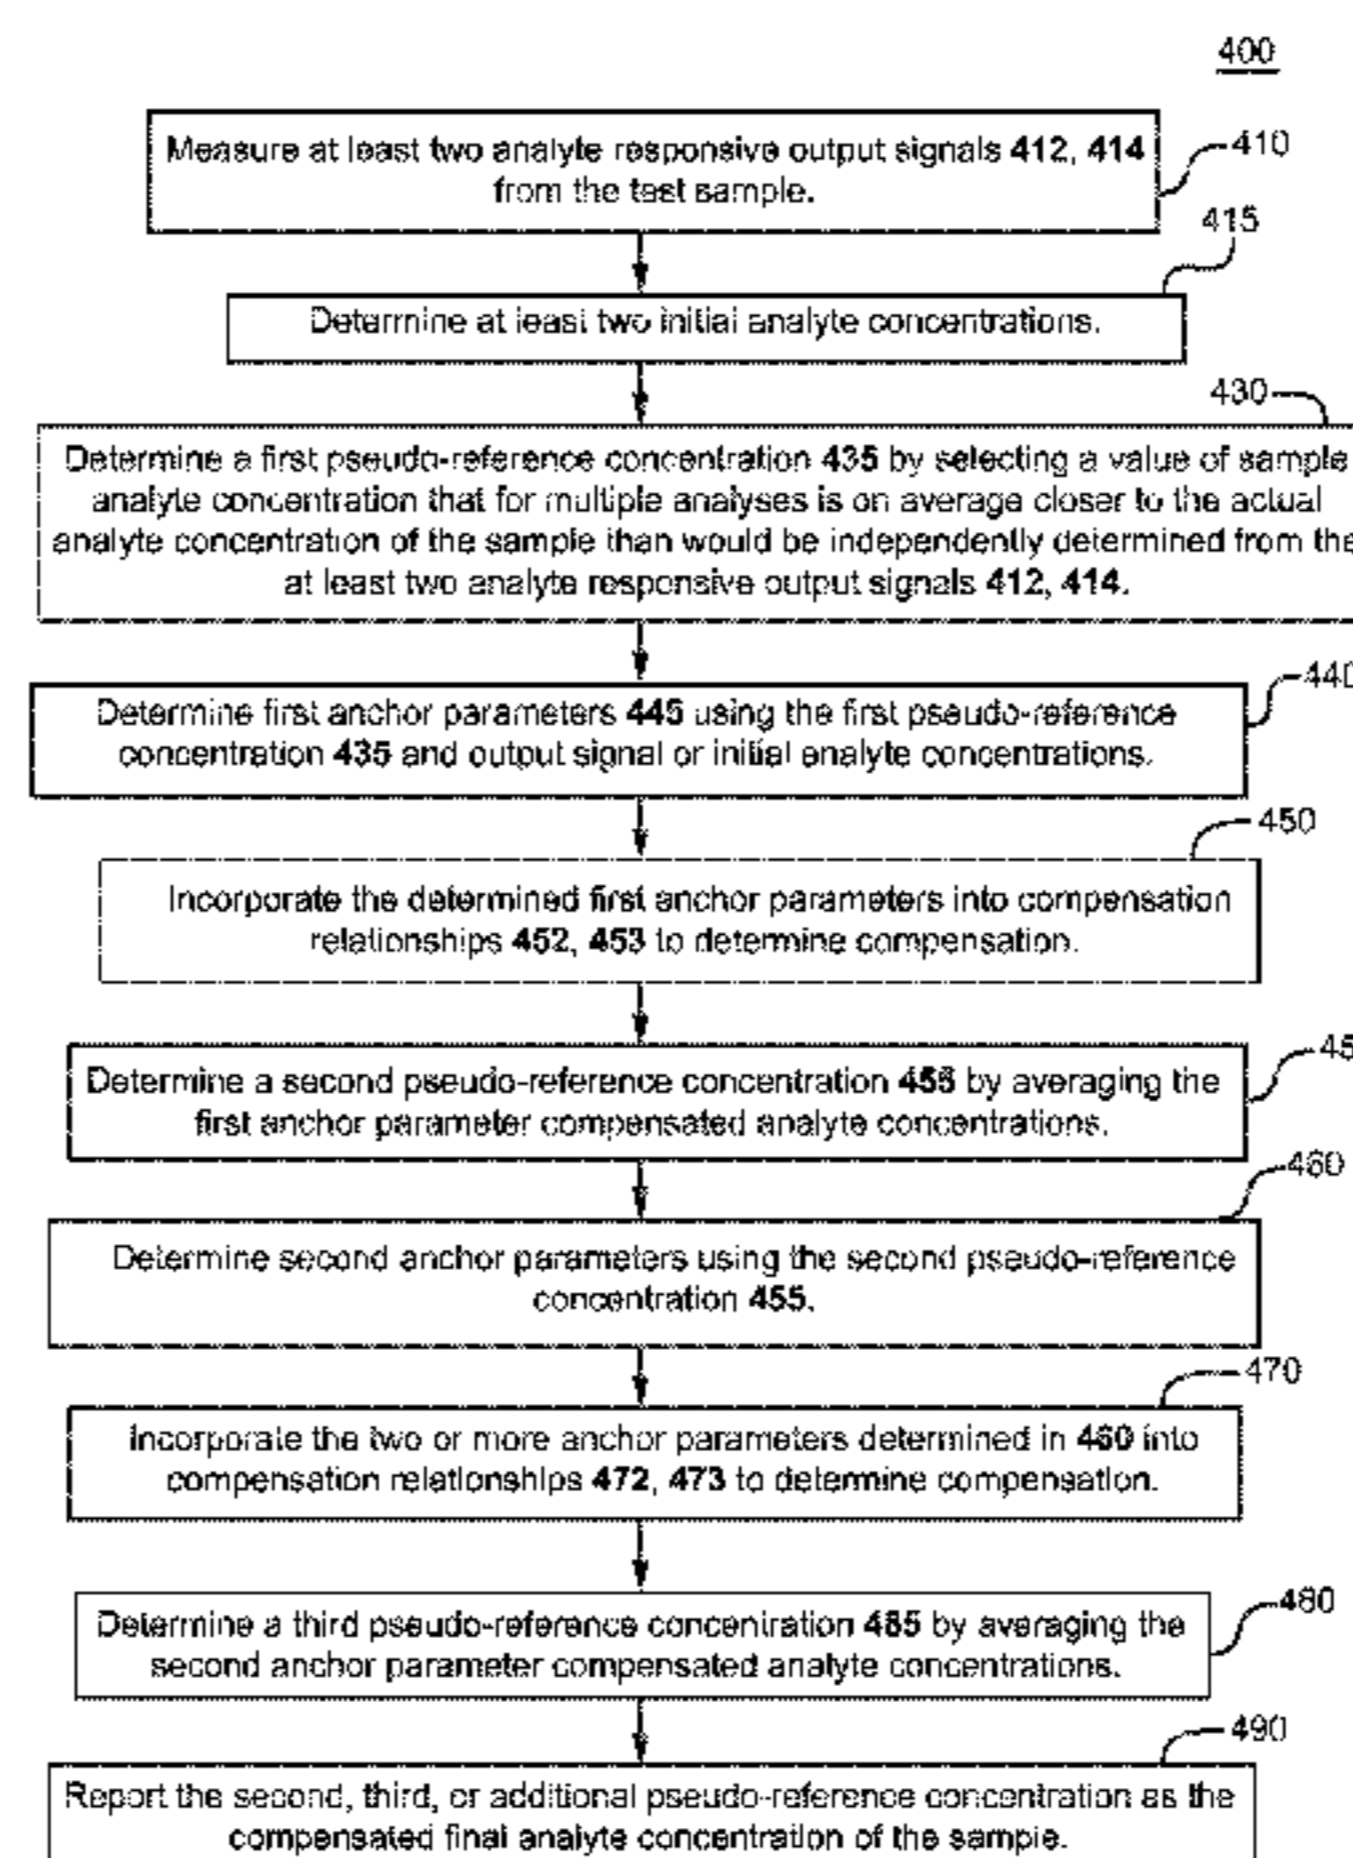 400
Measure at least two analyte responsive output signals 412, 414
from the test sample.
410
415
Determine at least two initial analyte concentrations.
430
Determine a first pseudo-reference concentration 435 by selecting a value of sample
analyte concentration that for multiple analyses is on average closer to the actual
analyte concentration of the sample than would be independently determined from the
at least two analyte responsive output signals 412, 414.
440
Determine first anchor parameters 445 using the first pseudo-reference
concentration 435 and output signal or initial analyte concentrations.
450
Incorporate the determined first anchor parameters into compensation
relationships 452, 453 to determine compensation.
45
Determine a second pseudo-reference concentration 455 by averaging the
first anchor parameter compensated analyte concentrations.
460
Determine second anchor parameters using the second pseudo-reference
concentration 455.
470
Incorporate the two or more anchor parameters determined in 460 into
compensation relationships 472, 473 to determine compensation.
480
Determine a third pseudo-reference concentration 485 by averaging the
second anchor parameter compensated analyte concentrations.
490
Report the second, third, or additional pseudo-reference concentration as the
compensated final analyte concentration of the sample.